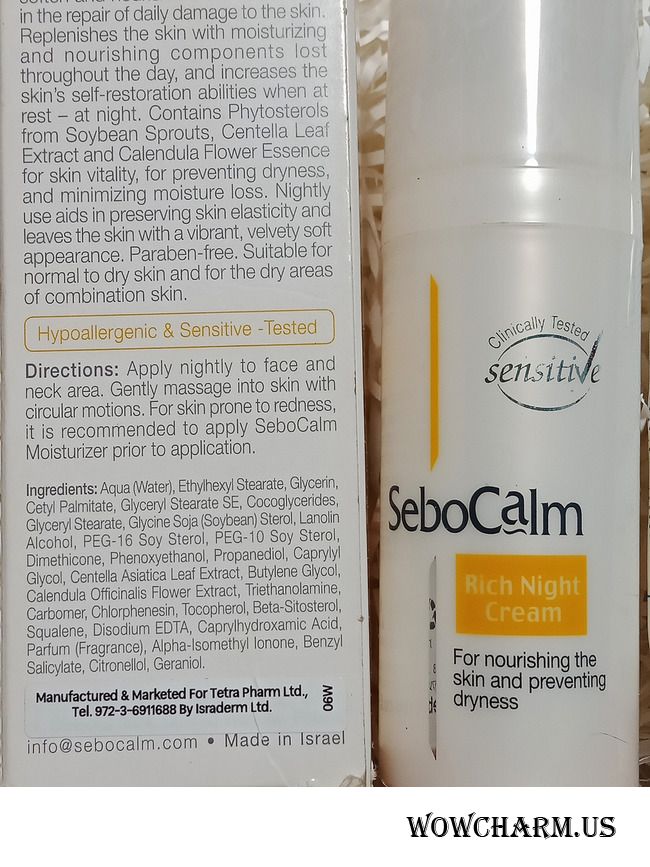 in the repair of daily damage to the skin.
Replenishes the skin with moisturizing
and nourishing components lost
throughout the day, and increases the
skin's self-restoration abilities when at
rest – at night. Contains Phytosterols
from Soybean Sprouts, Centella Leaf
Extract and Calendula Flower Essence
for skin vitality, for preventing dryness,
and minimizing moisture loss. Nightly
use aids in preserving skin elasticity and
leaves the skin with a vibrant, velvety soft
appearance. Paraben-free. Suitable for
normal to dry skin and for the dry areas
of combination skin.
Hypoallergenic & Sensitive -Tested
Directions: Apply nightly to face and
neck area. Gently massage into skin with
circular motions. For skin prone to redness,
it is recommended to apply SeboCalm
Moisturizer prior to application.
Ingredients: Aqua (Water), Ethylhexyl Stearate, Glycerin,
Cetyl Palmitate, Glyceryl Stearate SE, Cocoglycerides,
Glyceryl Stearate, Glycine Soja (Soybean) Sterol, Lanolin
Alcohol, PEG-16 Soy Sterol, PEG-10 Soy Sterol,
Dimethicone, Phenoxyethanol, Propanediol, Caprylyl
Glycol, Centella Asiatica Leaf Extract, Butylene Glycol,
Calendula Officinalis Flower Extract, Triethanolamine,
Carbomer, Chlorphenesin, Tocopherol, Beta-Sitosterol,
Squalene, Disodium EDTA, Caprylhydroxamic Acid,
Parfum (Fragrance), Alpha-Isomethyl Ionone, Benzyl
Salicylate, Citronellol, Geraniol.
Manufactured & Marketed For Tetra Pharm Ltd.,
Tel. 972-3-6911688 By Israderm Ltd.
06W
info@sebocalm.com • Made in Israel
Clinically Tested
sensitive
SeboCalm
Rich Night
Cream
For nourishing the
skin and preventing
dryness
WOWCHARM.US